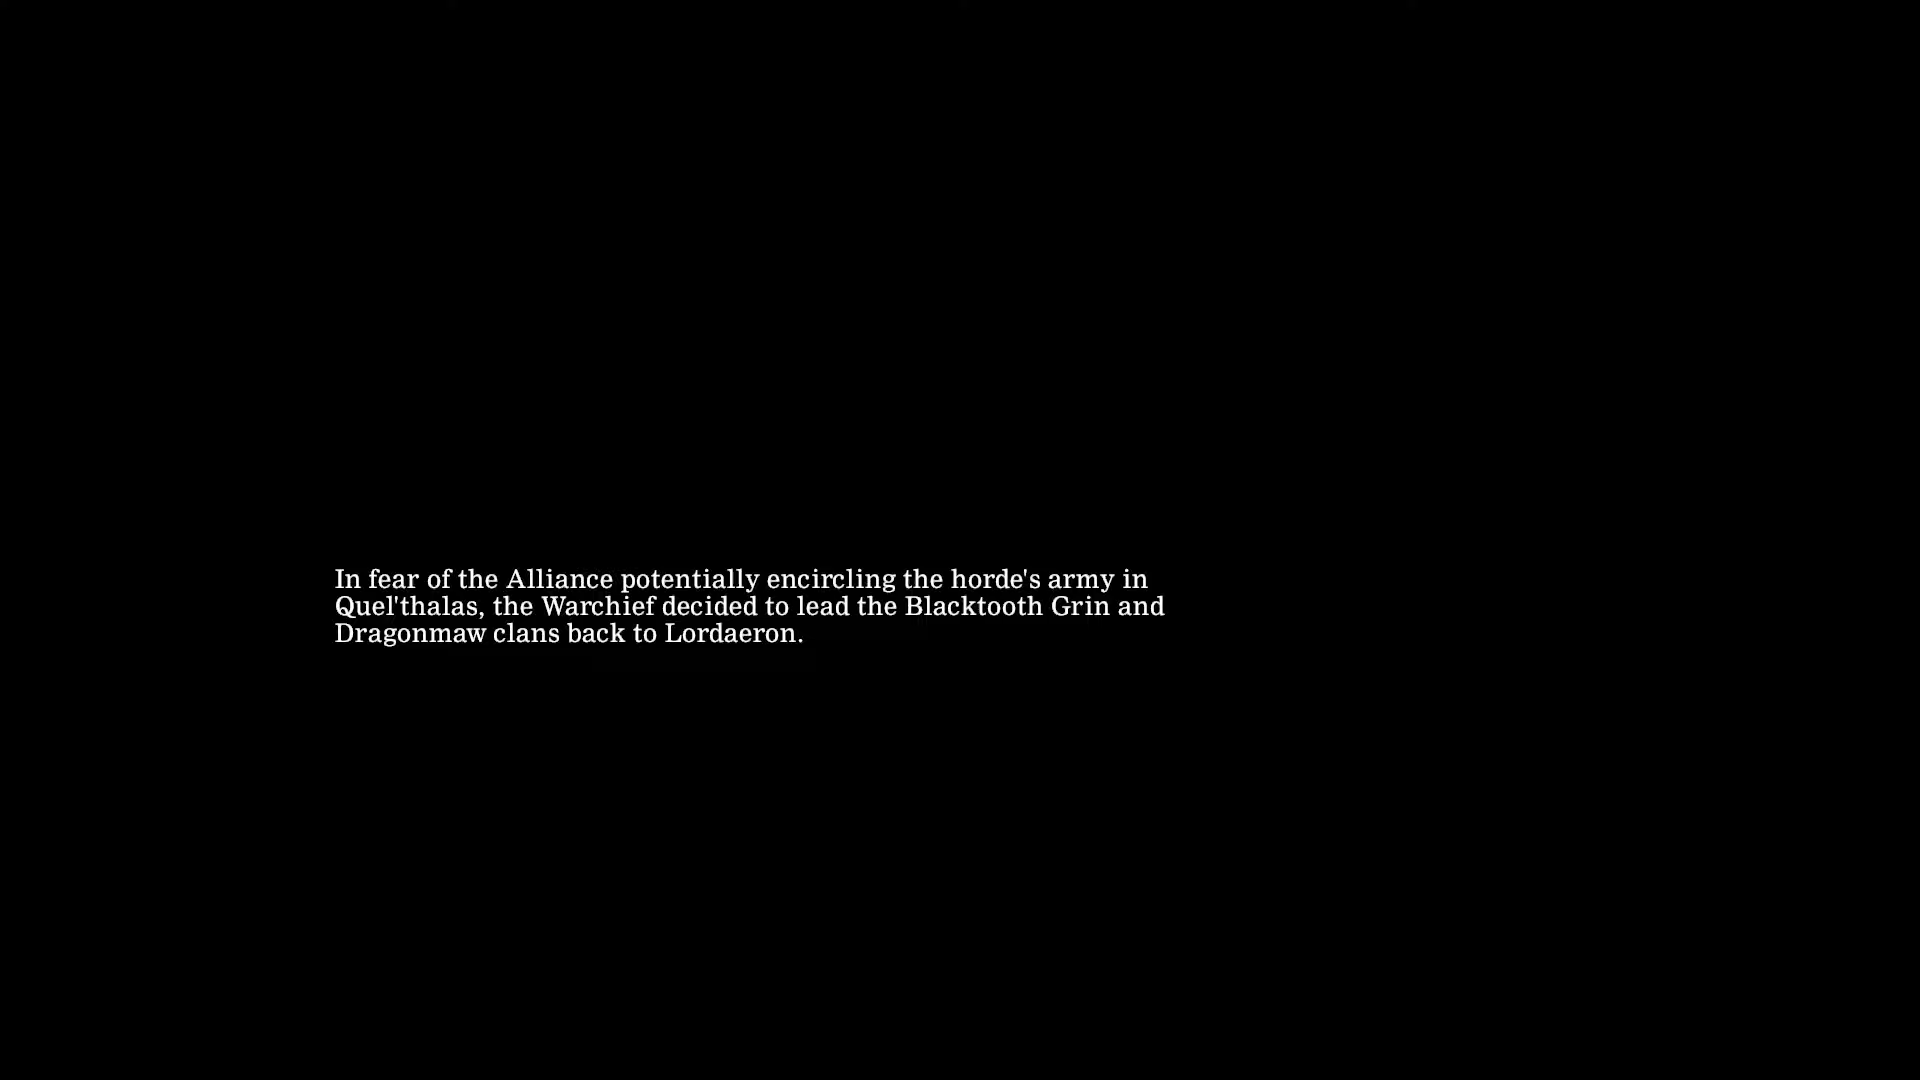 In fear of the Alliance potentially encircling the horde's army in
Quel'thalas, the Warchief decided to lead the Blacktooth Grin and
Dragonmaw clans back to Lordaeron.